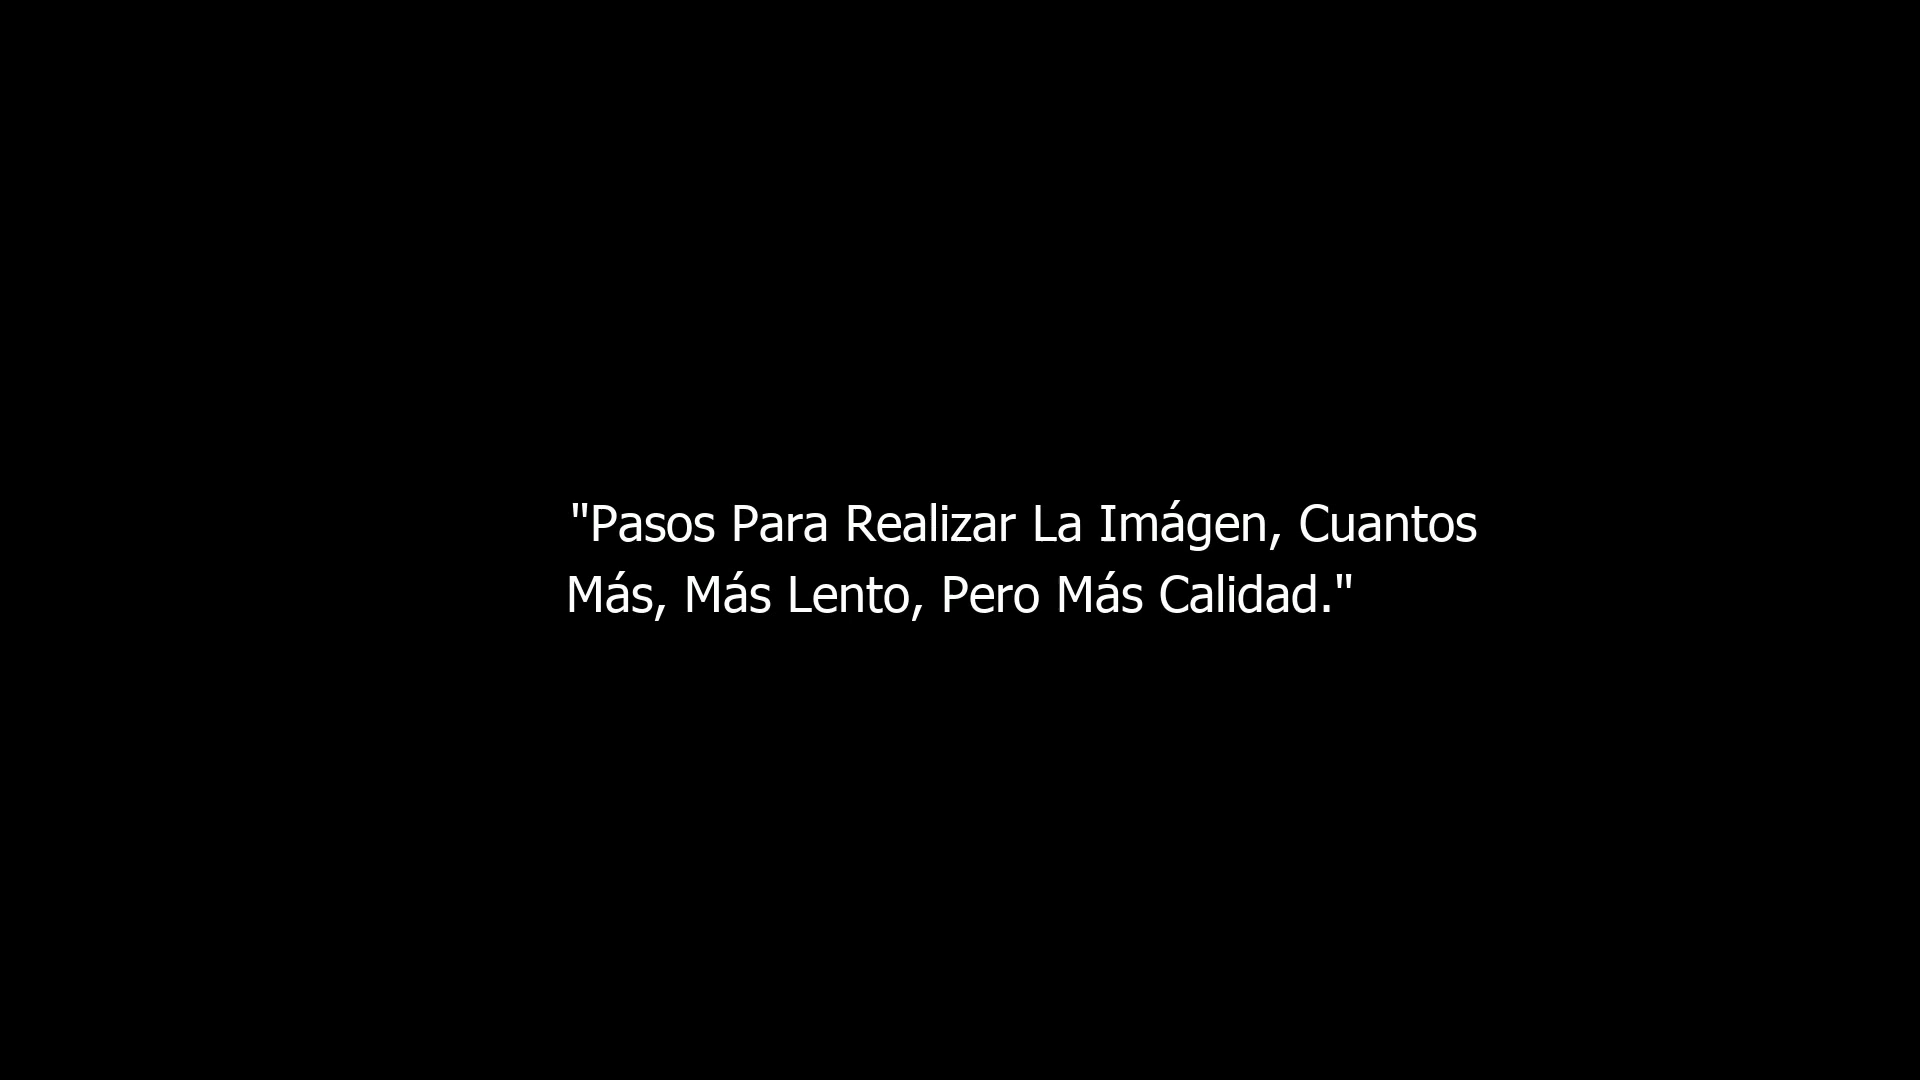 "Pasos Para Realizar La Imágen, Cuantos
Más, Más Lento, Pero Más Calidad."